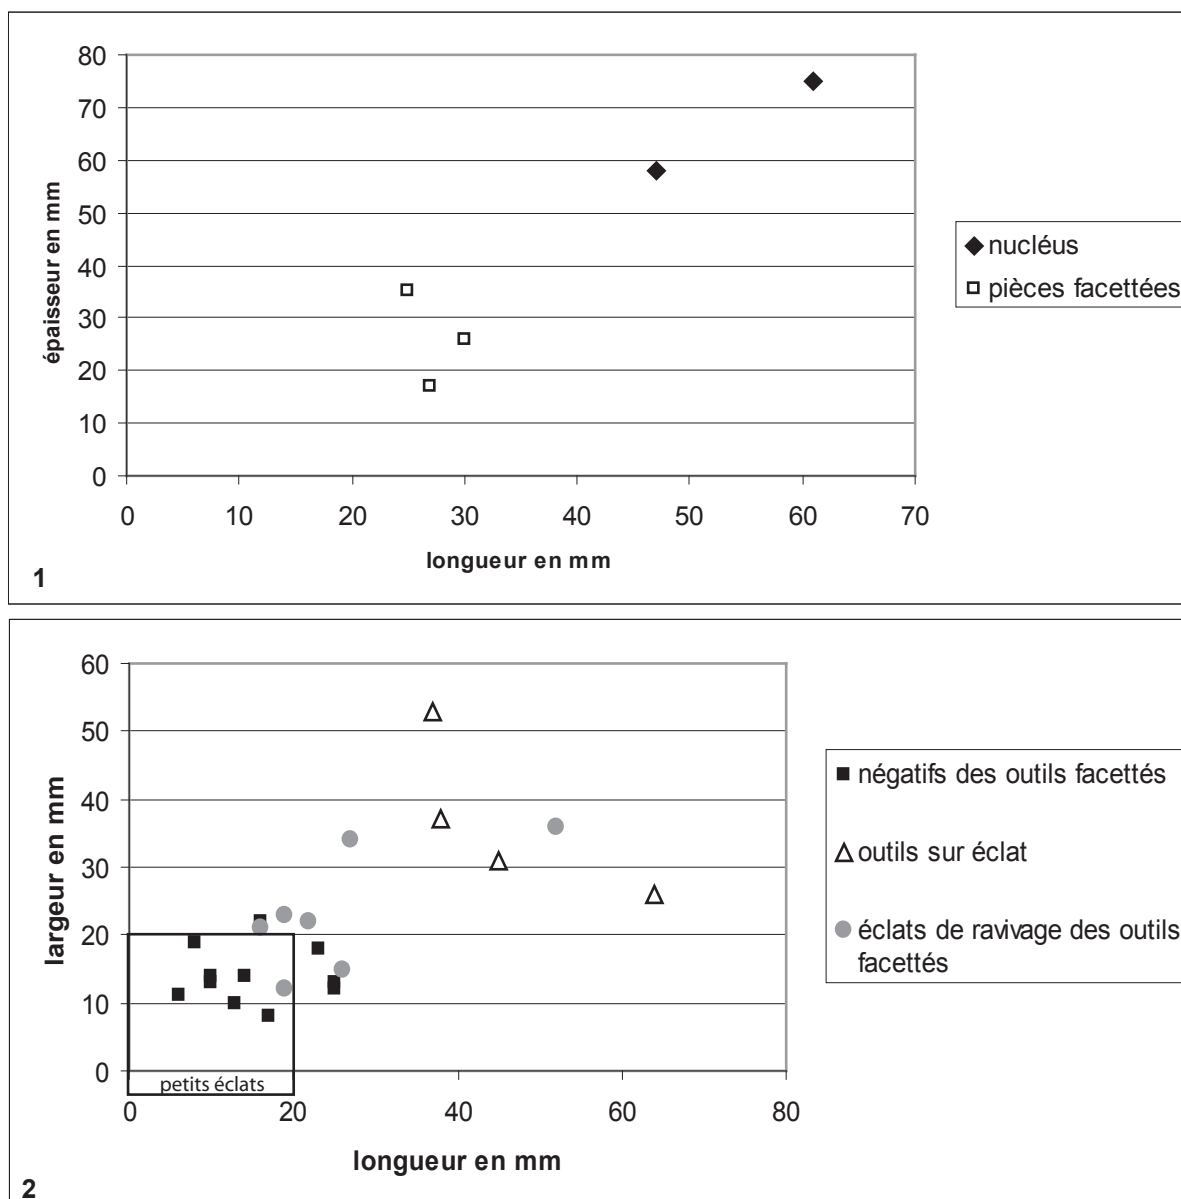 80
70
60
50
40
30
20
10
0
épaisseur en mm
0 10 20 30 40 50 60 70
longueur en mm
nucléus
pièces facettées
1
60
50
40
30
20
10
0
largeur en mm
petits éclats
0 20 40 60 80
longueur en mm
négatifs des outils facettés
outils sur éclat
éclats de ravivage des outils
facettés
2